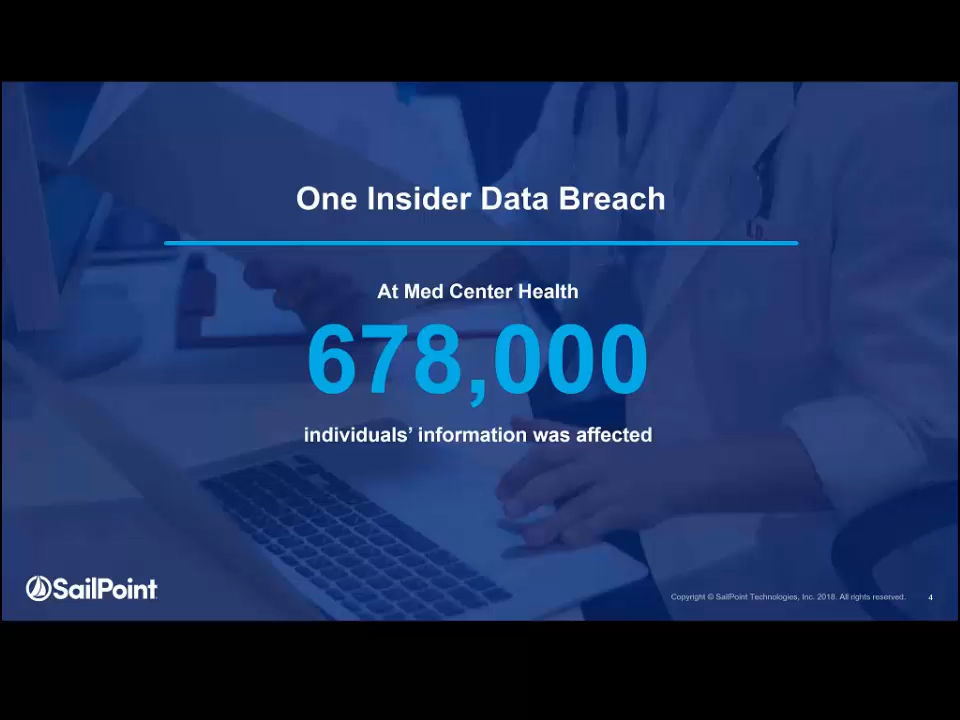 One Insider Data Breach
At Med Center Health
678,000
individuals’ information was affected
SailPoint
Copyright © SailPoint Technologies, Inc. 2018. All rights reserved. 4